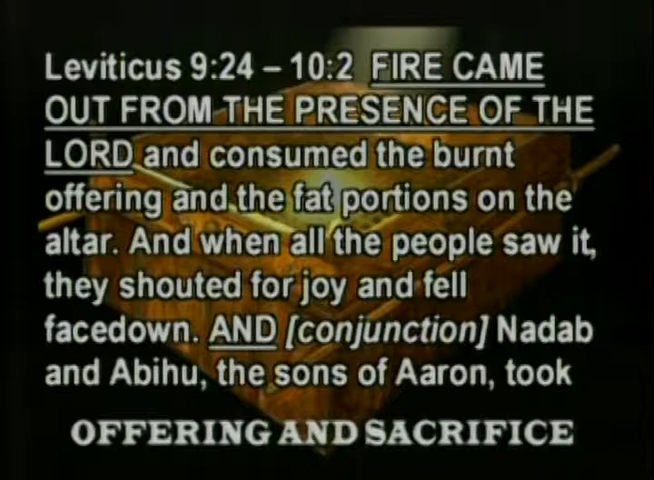 Leviticus 9:24 – 10:2 FIRE CAME
OUT FROM THE PRESENCE OF THE
LORD and consumed the burnt
offering and the fat portions on the
altar. And when all the people saw it,
they shouted for joy and fell
facedown. AND [conjunction] Nadab
and Abihu, the sons of Aaron, took
OFFERING AND SACRIFICE